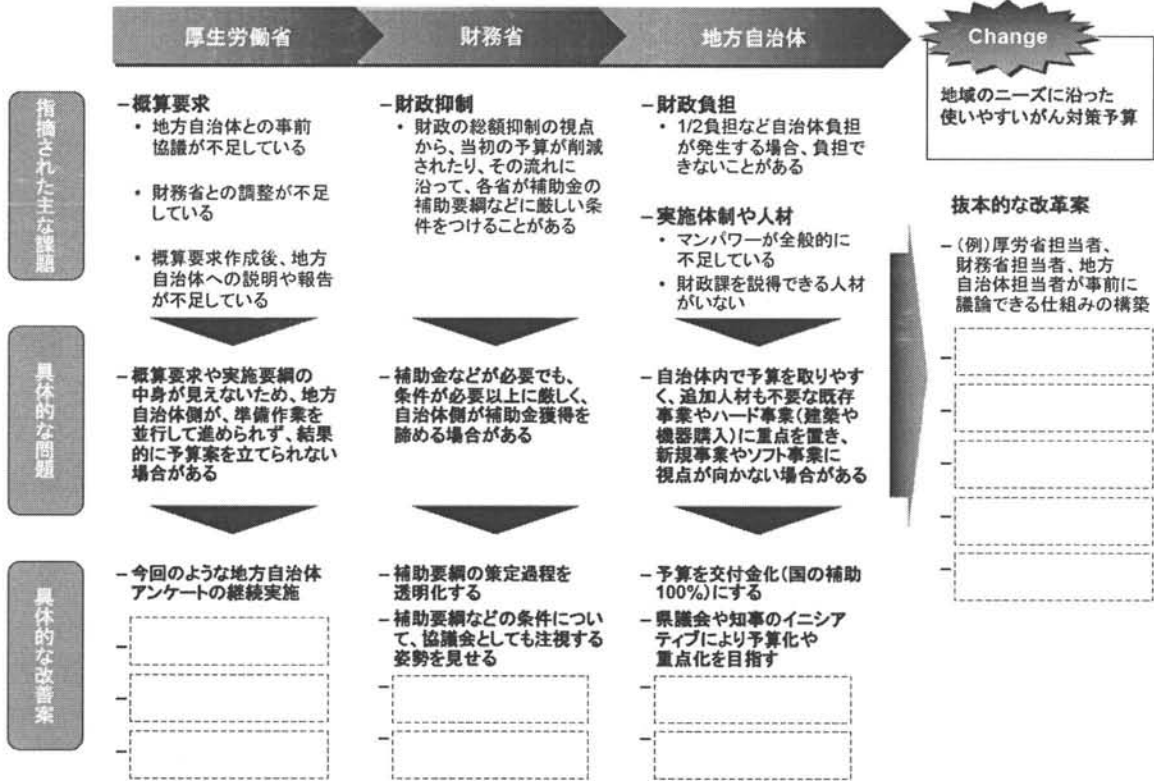 厚生労働省
財務省
地方自治体
Change
地域のニーズに沿った
使いやすいがん対策予算
指摘された主な課題
–概算要求
• 地方自治体との事前
協議が不足している
• 財務省との調整が不足
している
• 概算要求作成後、地方
自治体への説明や報告
が不足している
–財政抑制
• 財政の総額抑制の視点
から、当初の予算が削減
されたり、その流れに
沿って、各省が補助金の
補助要綱などに厳しい条
件をつけることがある
–財政負担
• 1/2負担など自治体負担
が発生する場合、負担で
きないことがある
–実施体制や人材
• マンパワーが全般的に
不足している
• 財政課を説得できる人材
がいない
抜本的な改革案
–(例)厚労省担当者、
財務省担当者、地方
自治体担当者が事前に
議論できる仕組みの構築
–
–
–
–
–
具体的な問題
–概算要求や実施要綱の
中身が見えないため、地方
自治体側が、準備作業を
並行して進められず、結果
的に予算案を立てられない
場合がある
–補助金などが必要でも、
条件が必要以上に厳しく、
自治体側が補助金獲得を
諦める場合がある
–自治体内で予算を取りやす
く、追加人材も不要な既存
事業やハード事業(建築や
機器購入)に重点を置き、
新規事業やソフト事業に
視点が向かない場合がある
具体的な改善案
–今回のような地方自治体
アンケートの継続実施
–
–
–
–補助要綱の策定過程を
透明化する
–補助要綱などの条件につい
て、協議会としても注視する
姿勢を見せる
–
–
–予算を交付金化(国の補助
100%)にする
–県議会や知事のイニシア
ティブにより予算化や
重点化を目指す
–
–